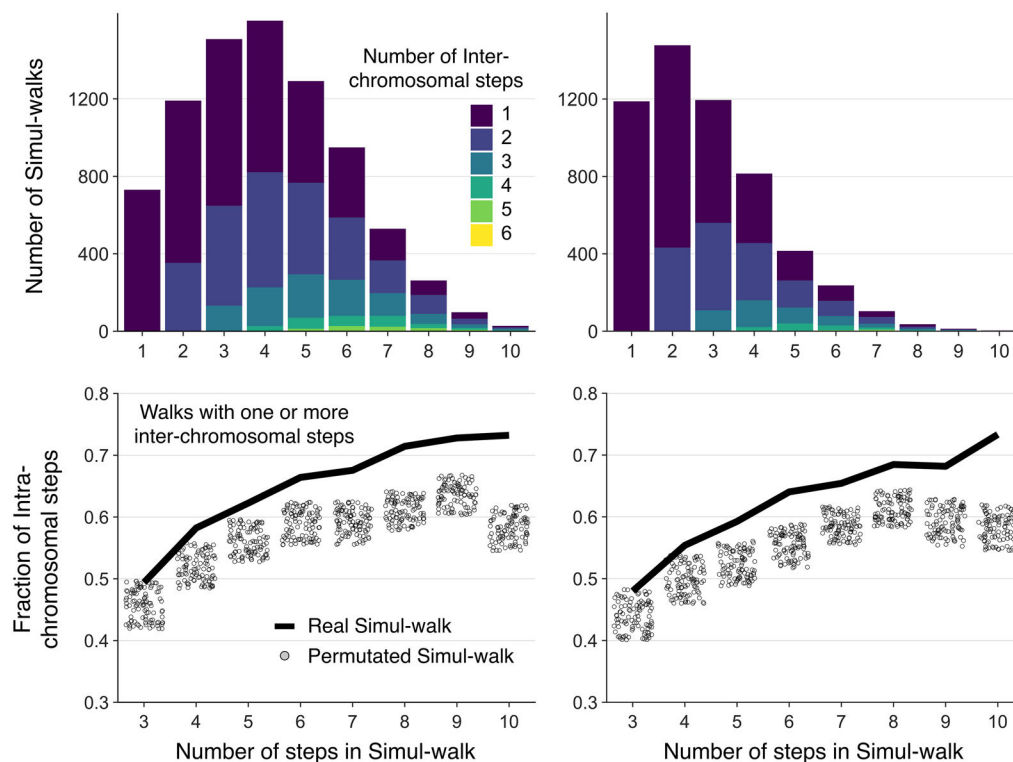 Number of Simul-walks
1200
800
400
0
1 2 3 4 5 6 7 8 9 10
Number of Inter-
chromosomal steps
1
2
3
4
5
6
1200
800
400
0
1 2 3 4 5 6 7 8 9 10
Fraction of Intra-
chromosomal steps
0.8
0.7
0.6
0.5
0.4
0.3
Walks with one or more
inter-chromosomal steps
Real Simul-walk
Permutated Simul-walk
3 4 5 6 7 8 9 10
Number of steps in Simul-walk
0.8
0.7
0.6
0.5
0.4
0.3
3 4 5 6 7 8 9 10
Number of steps in Simul-walk